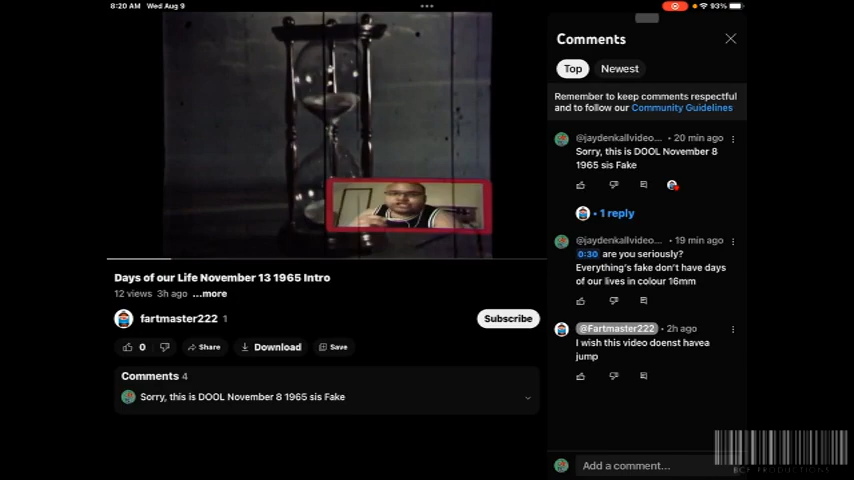 8:20 AM Wed Aug 9
93%
Days of our Life November 13 1965 Intro
12 views 3h ago ...more
fartmaster222 1
Subscribe
0
Share
Download
Save
Comments 4
Sorry, this is DOOL November 8 1965 sis Fake
Comments
Top
Newest
Remember to keep comments respectful
and to follow our Community Guidelines
@jaydenkallvideo... • 20 min ago
Sorry, this is DOOL November 8
1965 sis Fake
• 1 reply
@jaydenkallvideo... • 19 min ago
0:30 are you seriously?
Everything's fake don't have days
of our lives in colour 16mm
@Fartmaster222 • 2h ago
I wish this video doenst havea
jump
Add a comment...
PRODUCTIONS